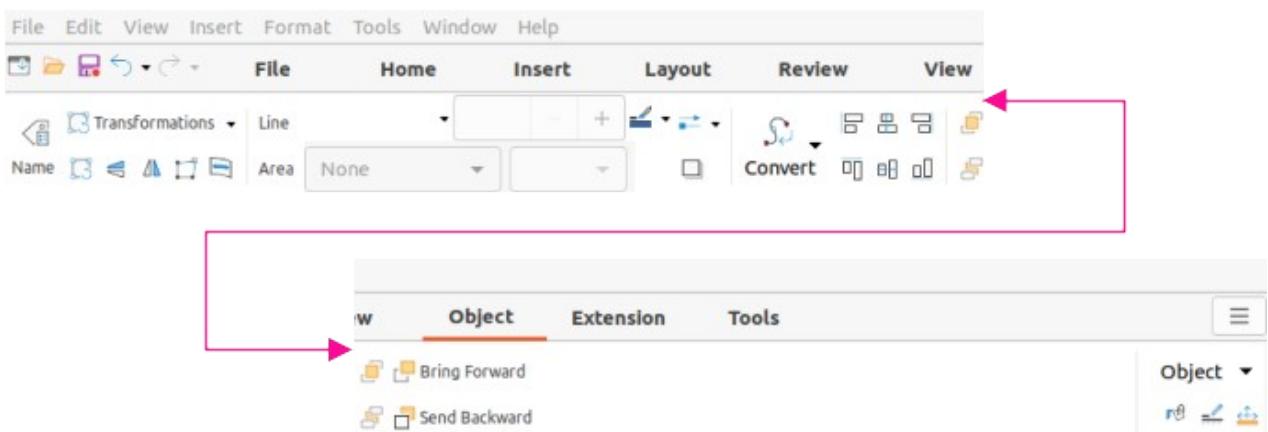 File Edit View Insert Format Tools Window Help
File Home Insert Layout Review View
Transformations Line
Name Area None Convert
w Object Extension Tools
Bring Forward Object
Send Backward